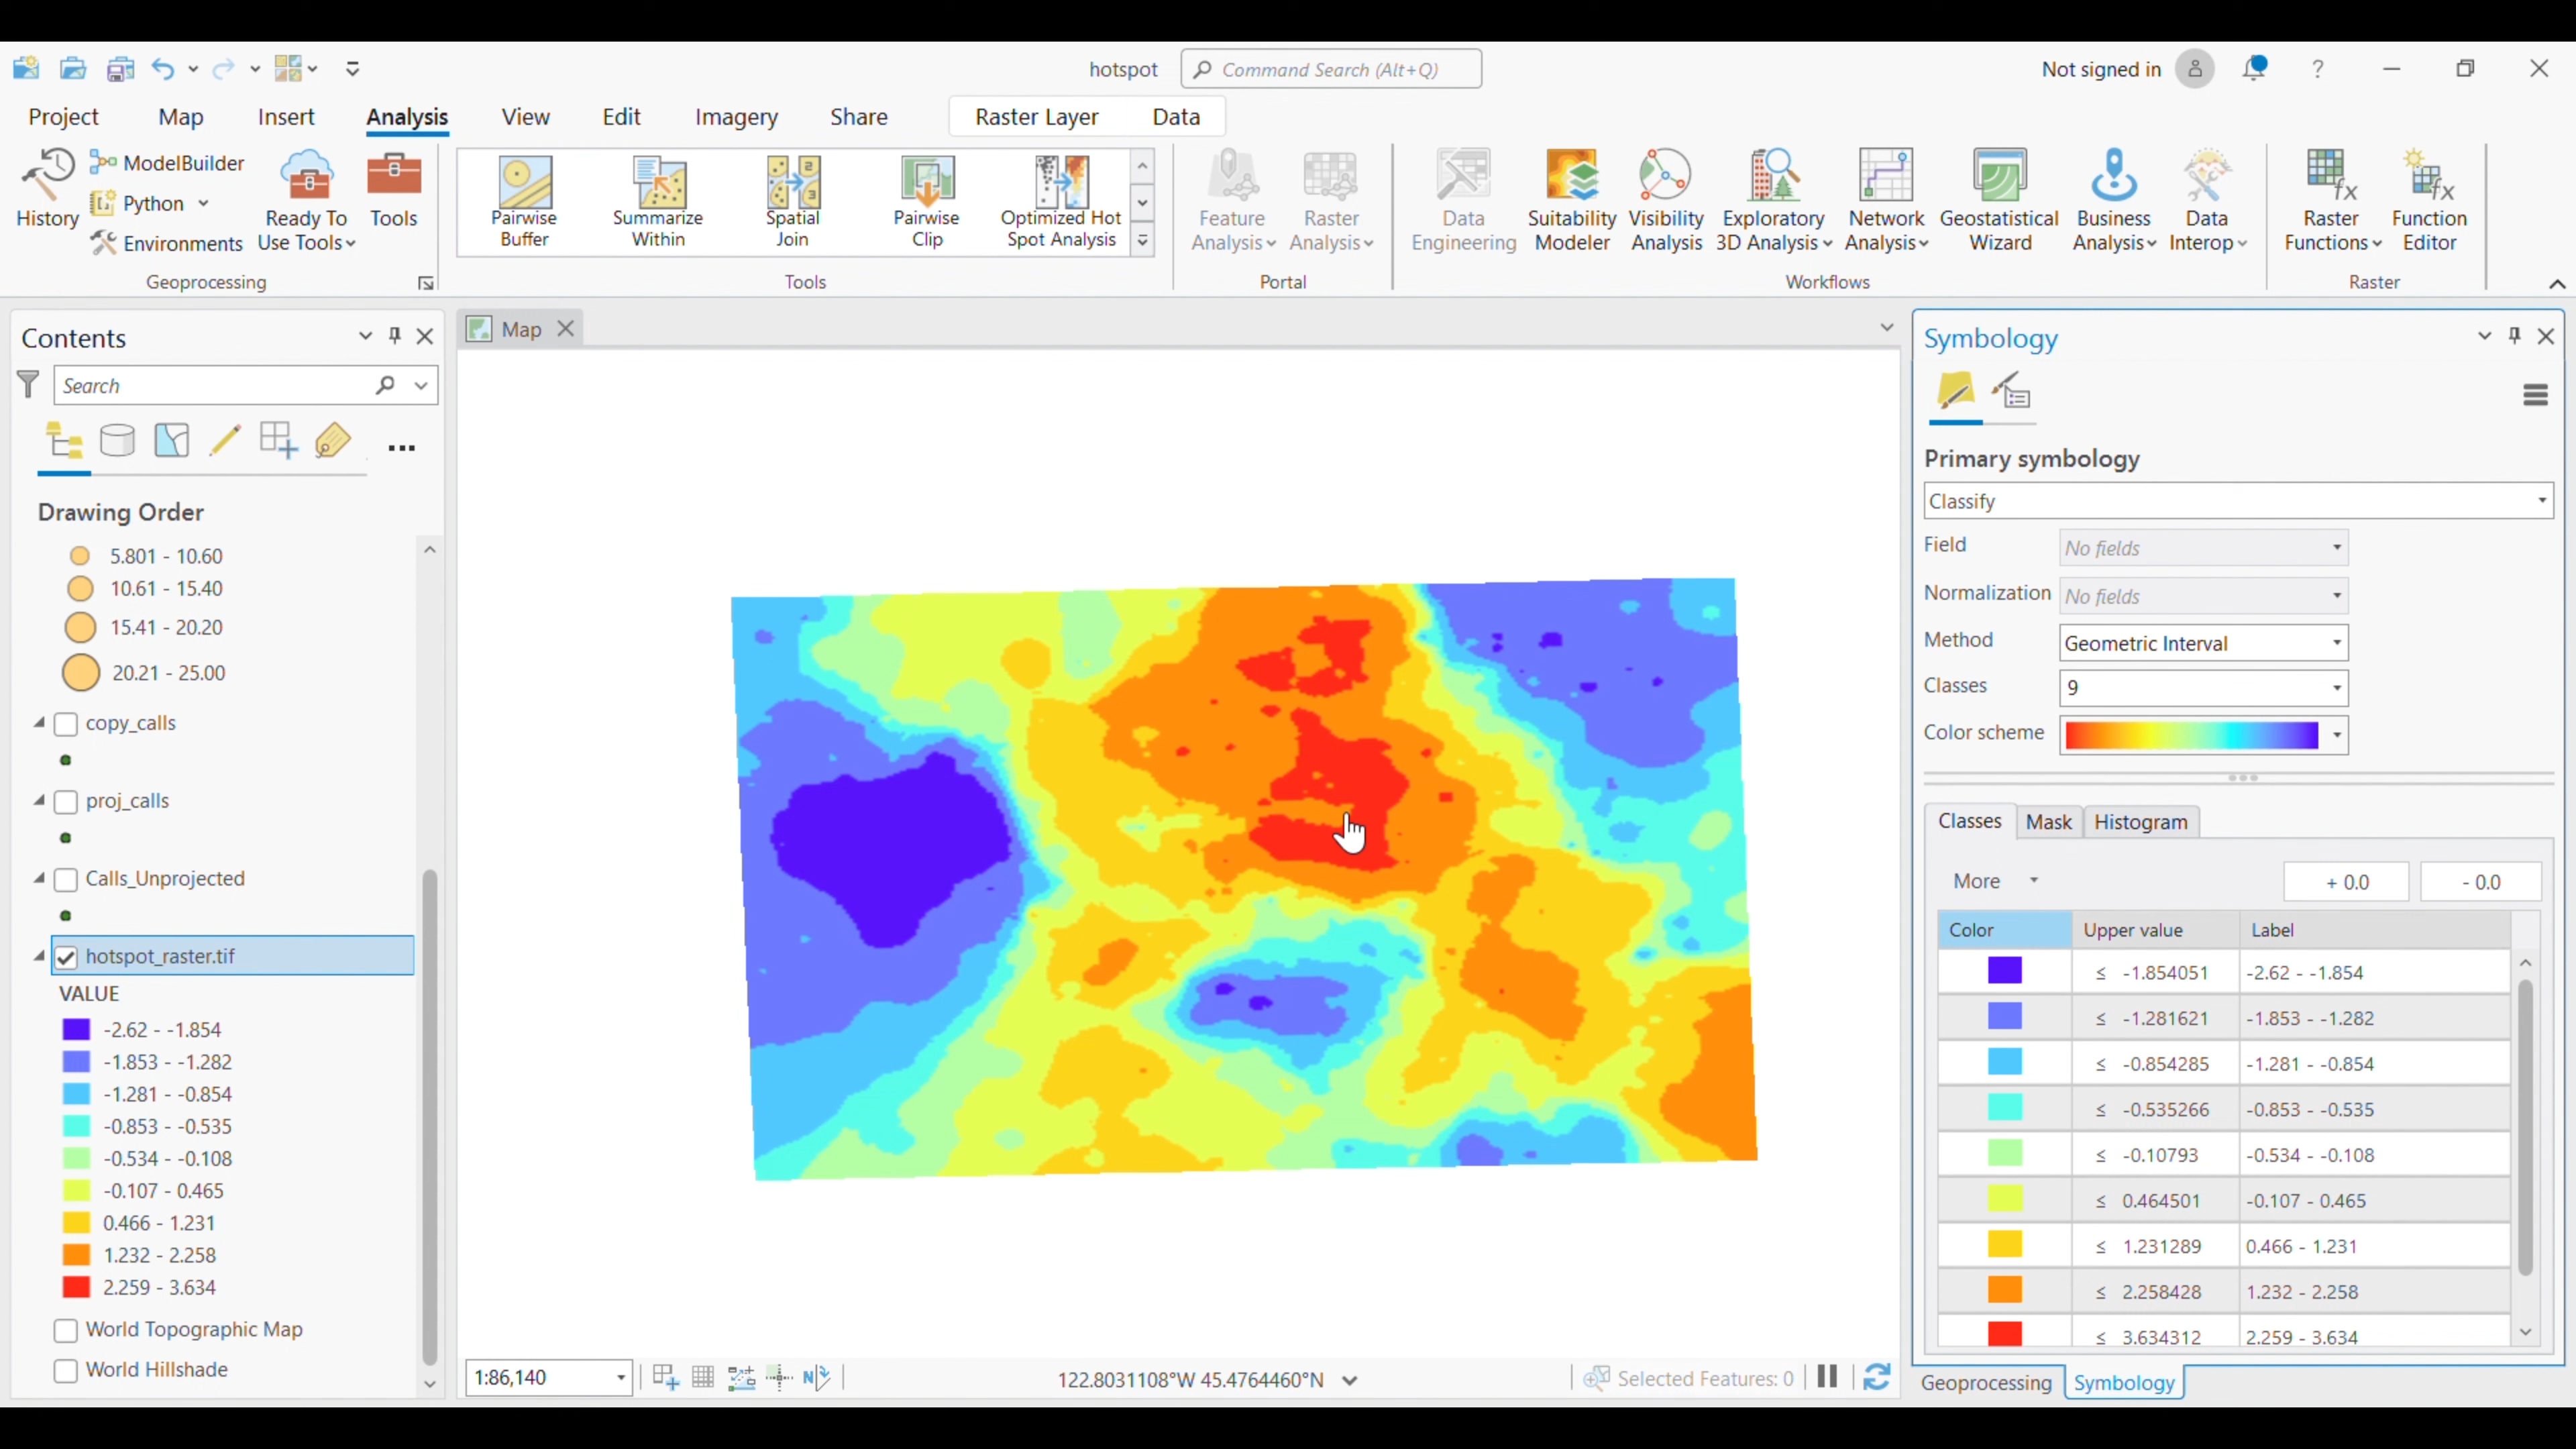 hotspot
Command Search (Alt+Q)
Not signed in
?
Project Map Insert Analysis View Edit Imagery Share Raster Layer Data
History
ModelBuilder
Python
Environments
Ready To
Use Tools
Tools
Geoprocessing
Pairwise
Buffer
Summarize
Within
Spatial
Join
Pairwise
Clip
Optimized Hot
Spot Analysis
Tools
Feature
Analysis
Raster
Analysis
Portal
Data
Engineering
Suitability
Modeler
Visibility
Analysis
Exploratory
3D Analysis
Network
Analysis
Geostatistical
Wizard
Business
Analysis
Data
Interop
Workflows
Raster
Functions
Function
Editor
Raster
Contents
Search
Drawing Order
5.801 - 10.60
10.61 - 15.40
15.41 - 20.20
20.21 - 25.00
copy_calls
proj_calls
Calls_Unprojected
hotspot_raster.tif
VALUE
-2.62 - -1.854
-1.853 - -1.282
-1.281 - -0.854
-0.853 - -0.535
-0.534 - -0.108
-0.107 - 0.465
0.466 - 1.231
1.232 - 2.258
2.259 - 3.634
World Topographic Map
World Hillshade
Map
1:86,140
122.8031108°W 45.4764460°N
Selected Features: 0
Symbology
Primary symbology
Classify
Field No fields
Normalization No fields
Method Geometric Interval
Classes 9
Color scheme
Classes Mask Histogram
More + 0.0 - 0.0
Color Upper value Label
≤ -1.854051 -2.62 - -1.854
≤ -1.281621 -1.853 - -1.282
≤ -0.854285 -1.281 - -0.854
≤ -0.535266 -0.853 - -0.535
≤ -0.10793 -0.534 - -0.108
≤ 0.464501 -0.107 - 0.465
≤ 1.231289 0.466 - 1.231
≤ 2.258428 1.232 - 2.258
≤ 3.634312 2.259 - 3.634
Geoprocessing Symbology